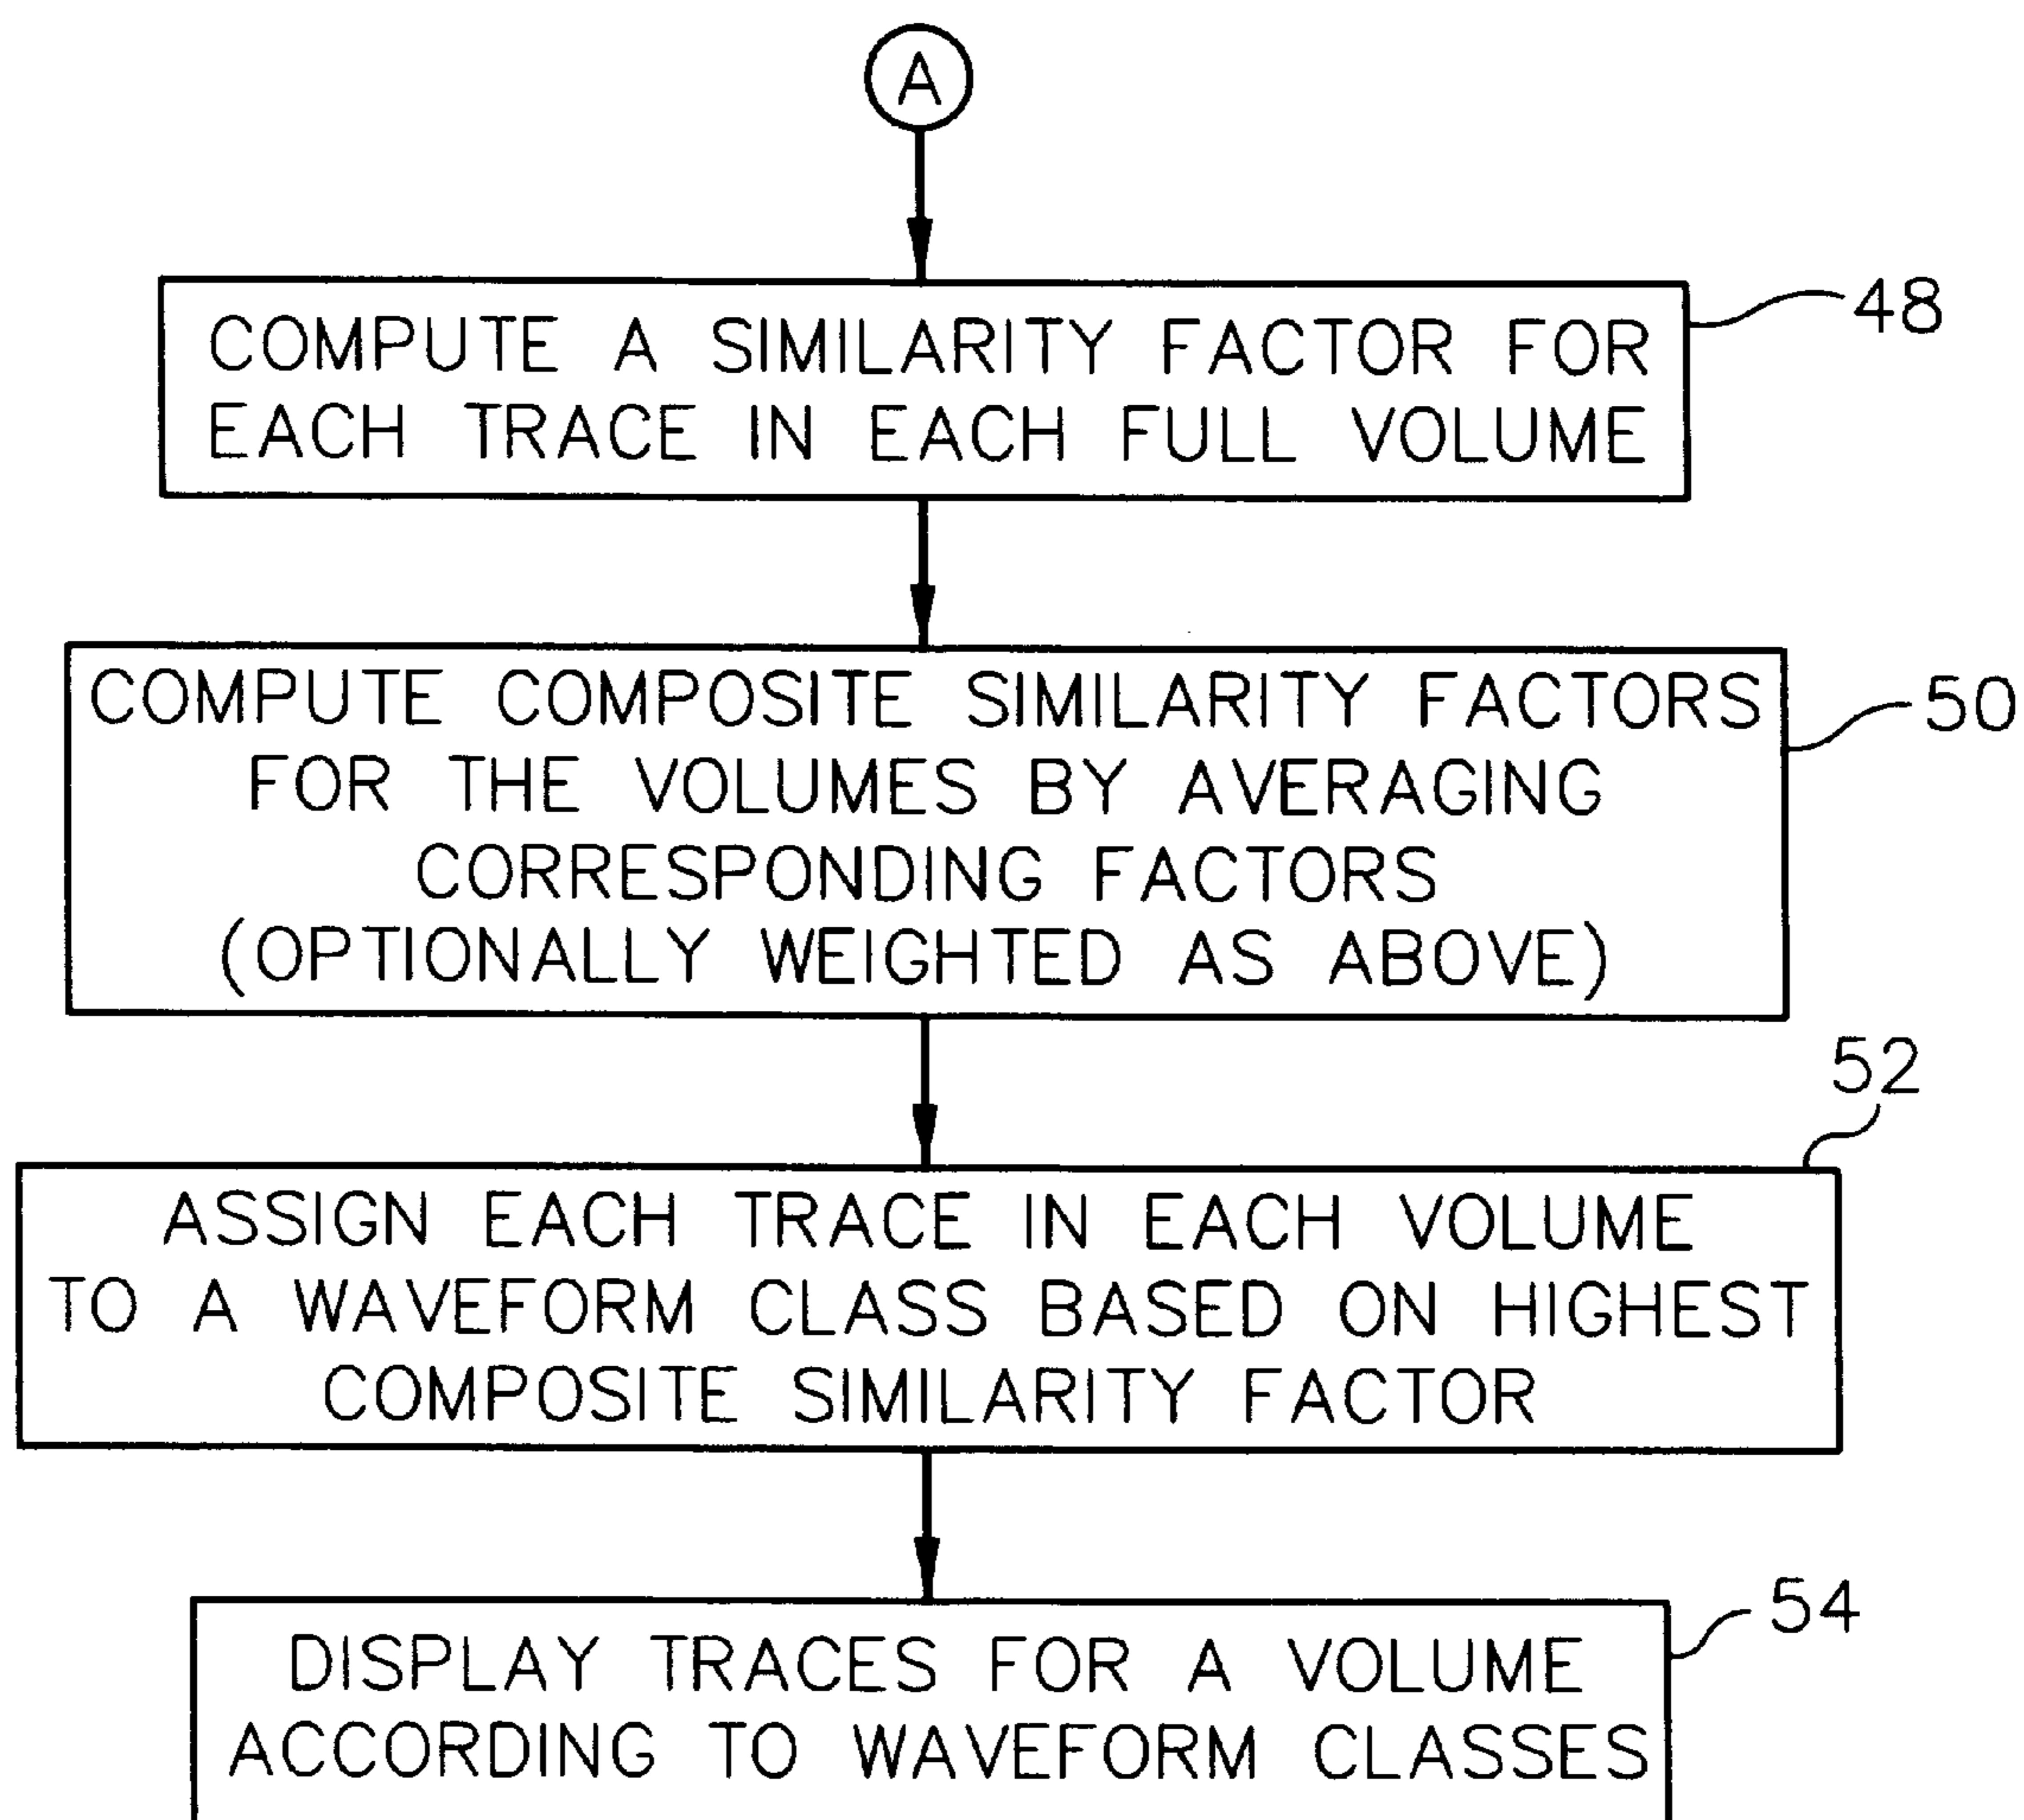 A
COMPUTE A SIMILARITY FACTOR FOR
EACH TRACE IN EACH FULL VOLUME
48
COMPUTE COMPOSITE SIMILARITY FACTORS
FOR THE VOLUMES BY AVERAGING
CORRESPONDING FACTORS
(OPTIONALLY WEIGHTED AS ABOVE)
50
52
ASSIGN EACH TRACE IN EACH VOLUME
TO A WAVEFORM CLASS BASED ON HIGHEST
COMPOSITE SIMILARITY FACTOR
54
DISPLAY TRACES FOR A VOLUME
ACCORDING TO WAVEFORM CLASSES